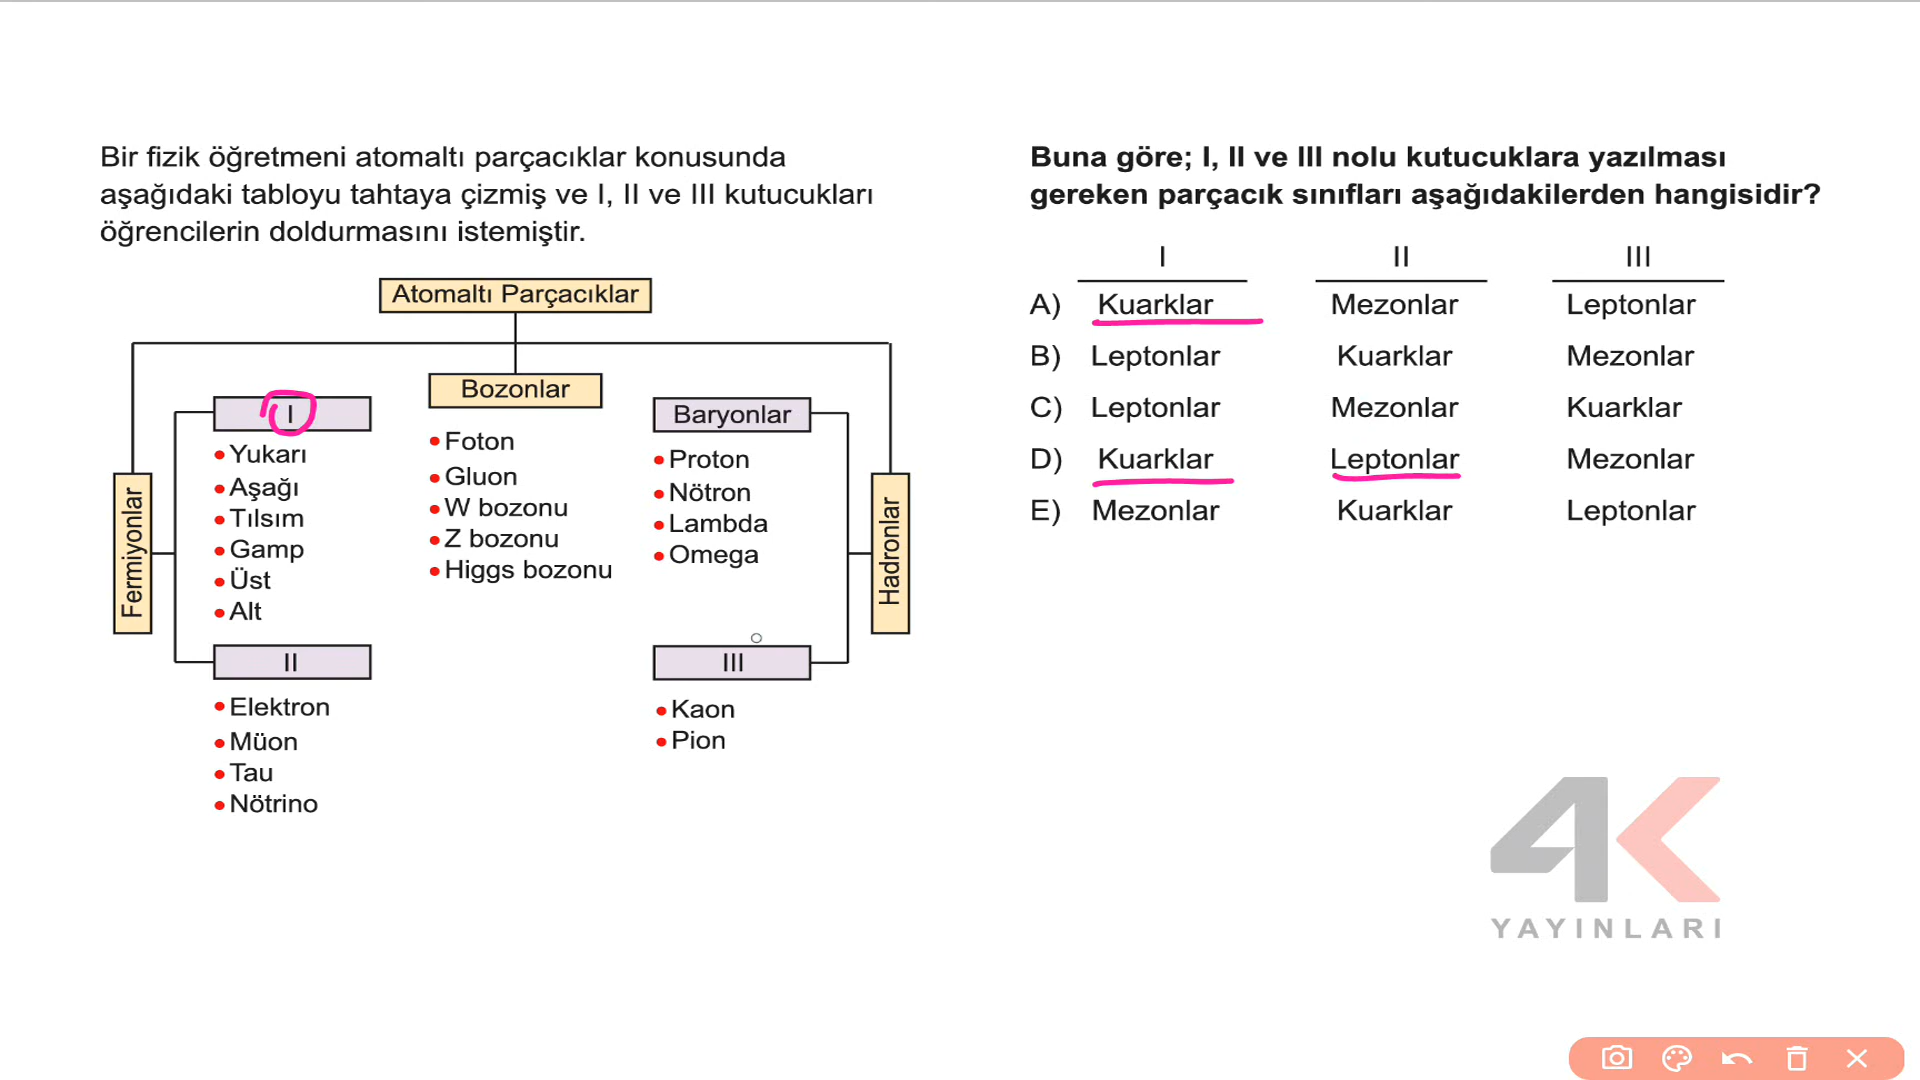 Bir fizik öğretmeni atomaltı parçacıklar konusunda
aşağıdaki tabloyu tahtaya çizmiş ve I, II ve III kutucukları
öğrencilerin doldurmasını istemiştir.
Atomaltı Parçacıklar
Fermiyonlar
I
• Yukarı
• Aşağı
• Tılsım
• Gamp
• Üst
• Alt
II
• Elektron
• Müon
• Tau
• Nötrino
Bozonlar
• Foton
• Gluon
• W bozonu
• Z bozonu
• Higgs bozonu
Baryonlar
• Proton
• Nötron
• Lambda
• Omega
III
• Kaon
• Pion
Hadronlar
Buna göre; I, II ve III nolu kutucuklara yazılması
gereken parçacık sınıfları aşağıdakilerden hangisidir?
I II III
A) Kuarklar Mezonlar Leptonlar
B) Leptonlar Kuarklar Mezonlar
C) Leptonlar Mezonlar Kuarklar
D) Kuarklar Leptonlar Mezonlar
E) Mezonlar Kuarklar Leptonlar
4K
YAYINLARI